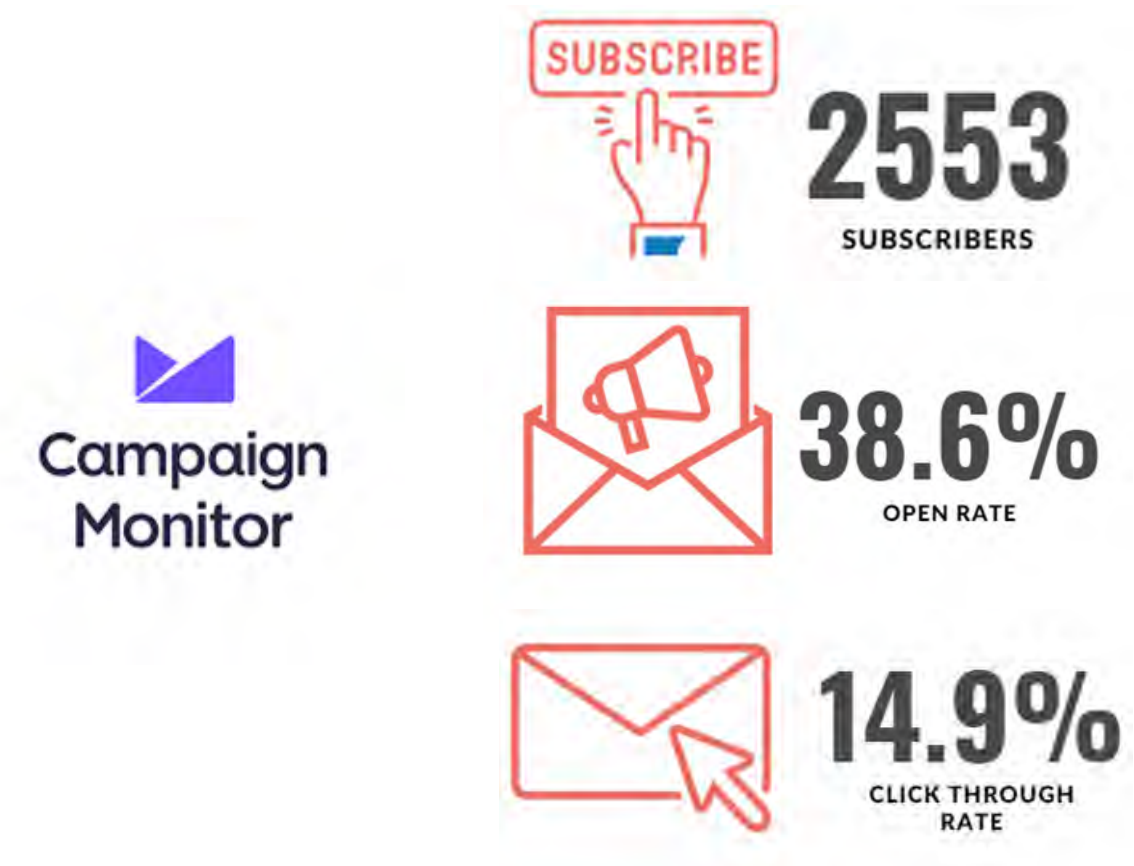 Campaign
Monitor
SUBSCRIBE
2553
SUBSCRIBERS
38.6%
OPEN RATE
14.9%
CLICK THROUGH
RATE